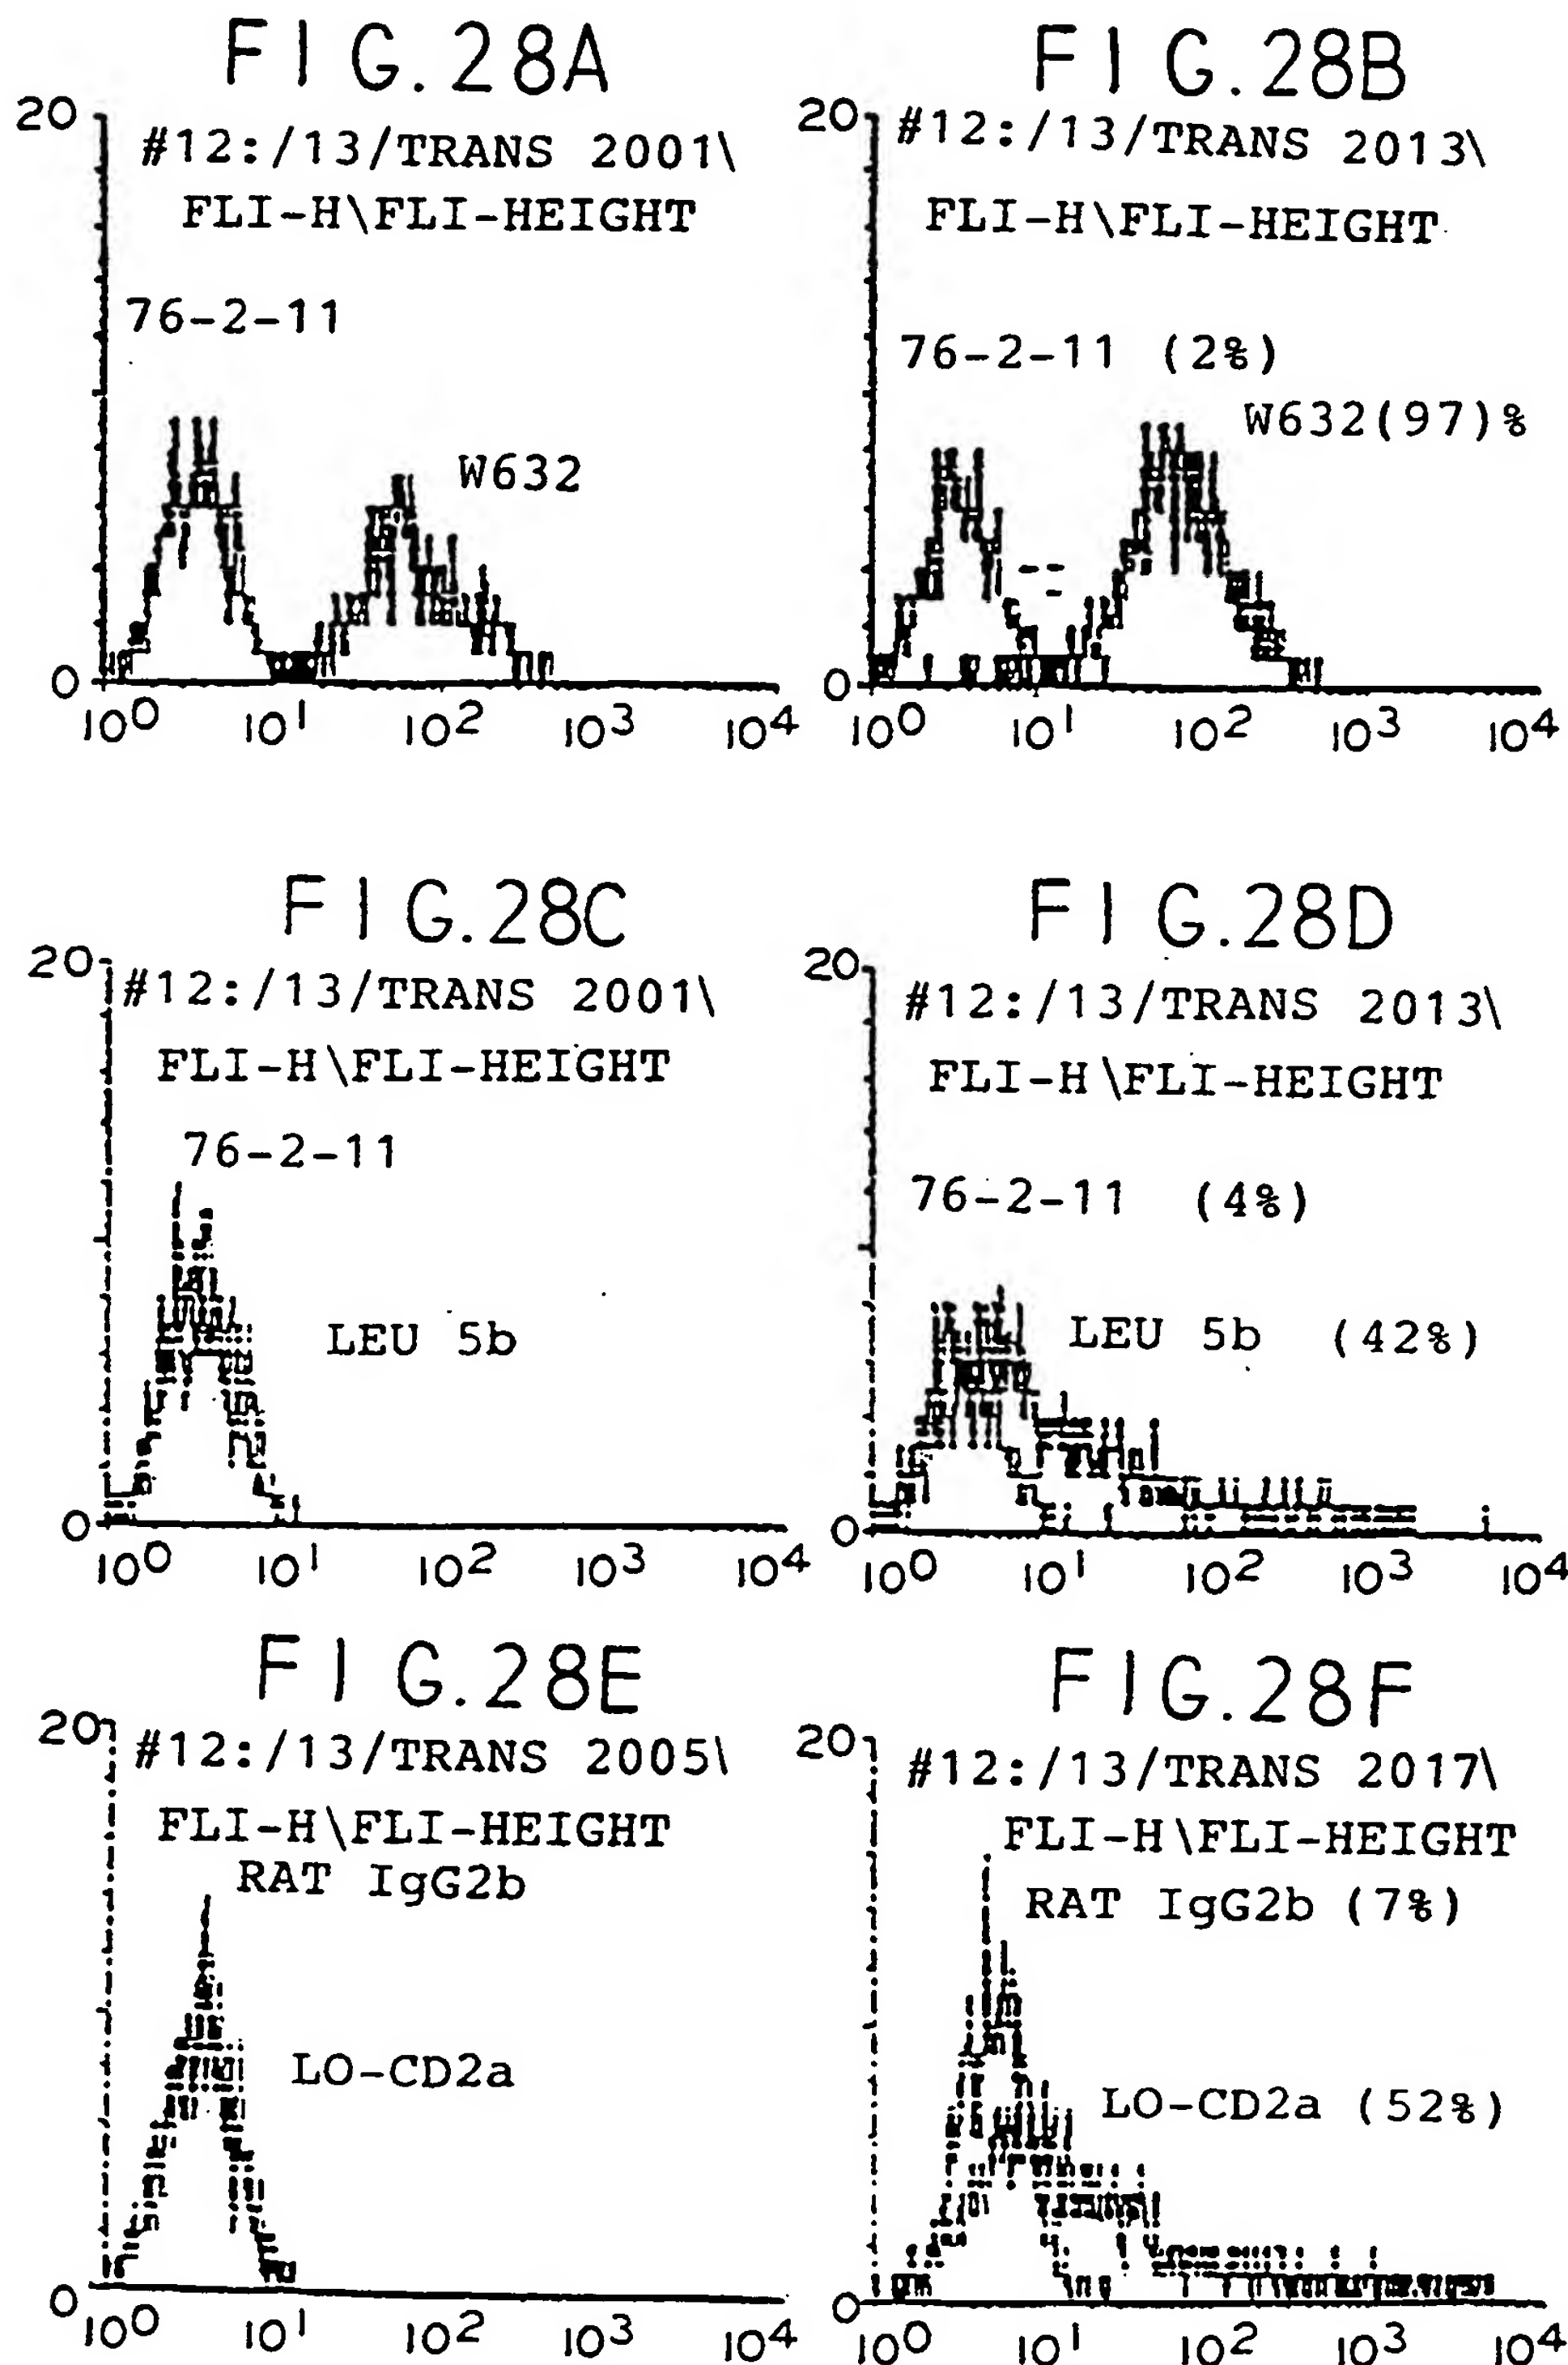 FIG.28A
20
#12:/13/TRANS 2001\
FLI-H\FLI-HEIGHT
76-2-11
W632
0
10⁰ 10¹ 10² 10³ 10⁴
FIG.28B
20
#12:/13/TRANS 2013\
FLI-H\FLI-HEIGHT
76-2-11 (2%)
W632(97)%
0
10⁰ 10¹ 10² 10³ 10⁴
FIG.28C
20
#12:/13/TRANS 2001\
FLI-H\FLI-HEIGHT
76-2-11
LEU 5b
0
10⁰ 10¹ 10² 10³ 10⁴
FIG.28D
20
#12:/13/TRANS 2013\
FLI-H\FLI-HEIGHT
76-2-11 (4%)
LEU 5b (42%)
0
10⁰ 10¹ 10² 10³ 10⁴
FIG.28E
20
#12:/13/TRANS 2005\
FLI-H\FLI-HEIGHT
RAT IgG2b
LO-CD2a
0
10⁰ 10¹ 10² 10³ 10⁴
FIG.28F
20
#12:/13/TRANS 2017\
FLI-H\FLI-HEIGHT
RAT IgG2b (7%)
LO-CD2a (52%)
0
10⁰ 10¹ 10² 10³ 10⁴